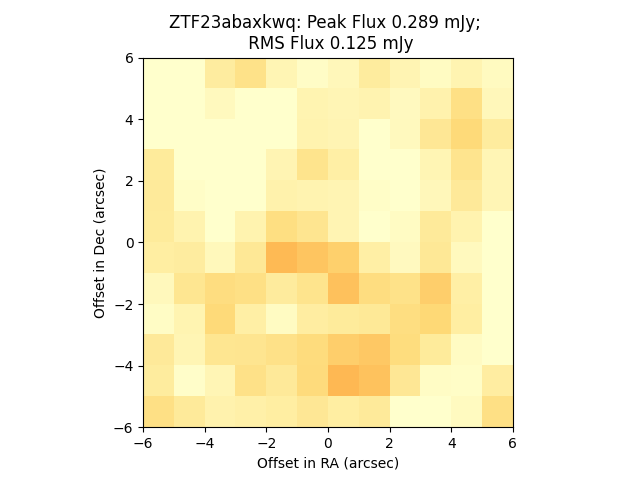 ZTF23abaxkwq: Peak Flux 0.289 mJy;
RMS Flux 0.125 mJy
6
4
2
0
−2
−4
−6
Offset in Dec (arcsec)
−6 −4 −2 0 2 4 6
Offset in RA (arcsec)